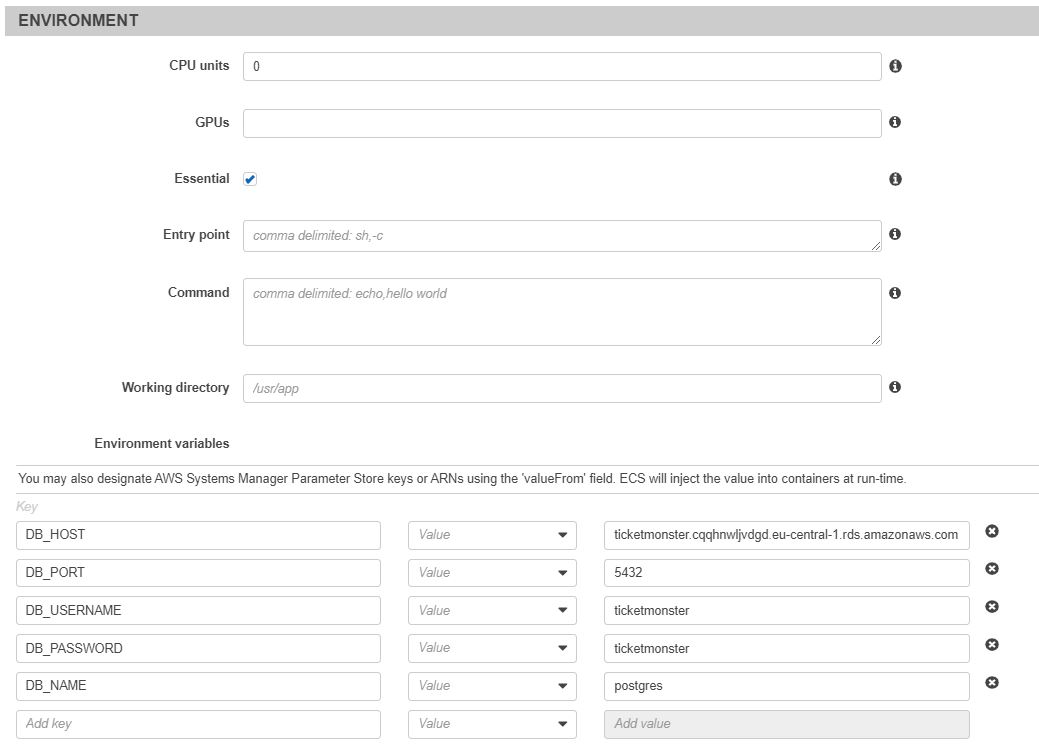 ENVIRONMENT
CPU units 0
GPUs
Essential
Entry point comma delimited: sh,-c
Command comma delimited: echo,hello world
Working directory /usr/app
Environment variables
You may also designate AWS Systems Manager Parameter Store keys or ARNs using the 'valueFrom' field. ECS will inject the value into containers at run-time.
Key
DB_HOST Value ticketmonster.cqqhnwljvdgd.eu-central-1.rds.amazonaws.com
DB_PORT Value 5432
DB_USERNAME Value ticketmonster
DB_PASSWORD Value ticketmonster
DB_NAME Value postgres
Add key Value Add value